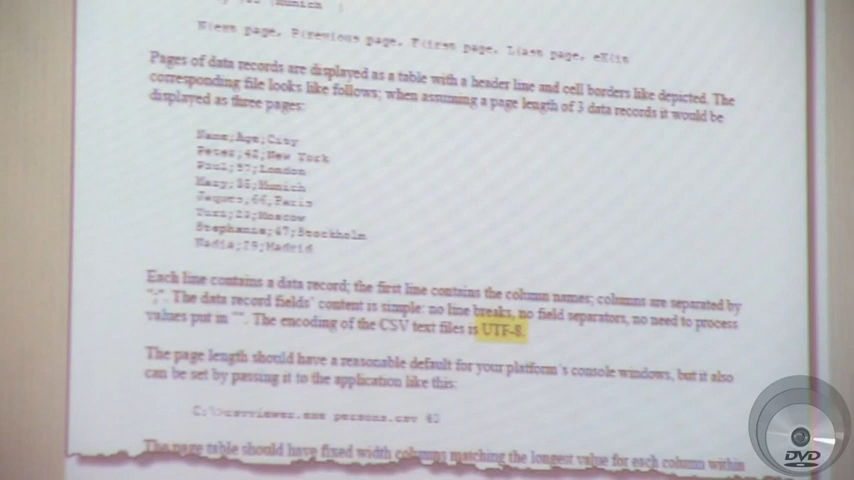 N(ext page, P(revious page, F(irst page, L(ast page, eX(it
Pages of data records are displayed as a table with a header line and cell borders like depicted. The
corresponding file looks like follows; when assuming a page length of 3 data records it would be
displayed as three pages:
Name;Age;City
Peter;42;New York
Paul;57;London
Mary;35;Munich
Jaques;66;Paris
Yuri;23;Moscow
Stephanie;47;Stockholm
Nadia;29;Madrid
Each line contains a data record; the first line contains the column names; columns are separated by
";". The data record fields' content is simple: no line breaks, no field separators, no need to process
values put in "". The encoding of the CSV text files is UTF-8.
The page length should have a reasonable default for your platform's console windows, but it also
can be set by passing it to the application like this:
C:\>csvviewer.exe persons.csv 40
The page table should have fixed width columns matching the longest value for each column within
DVD